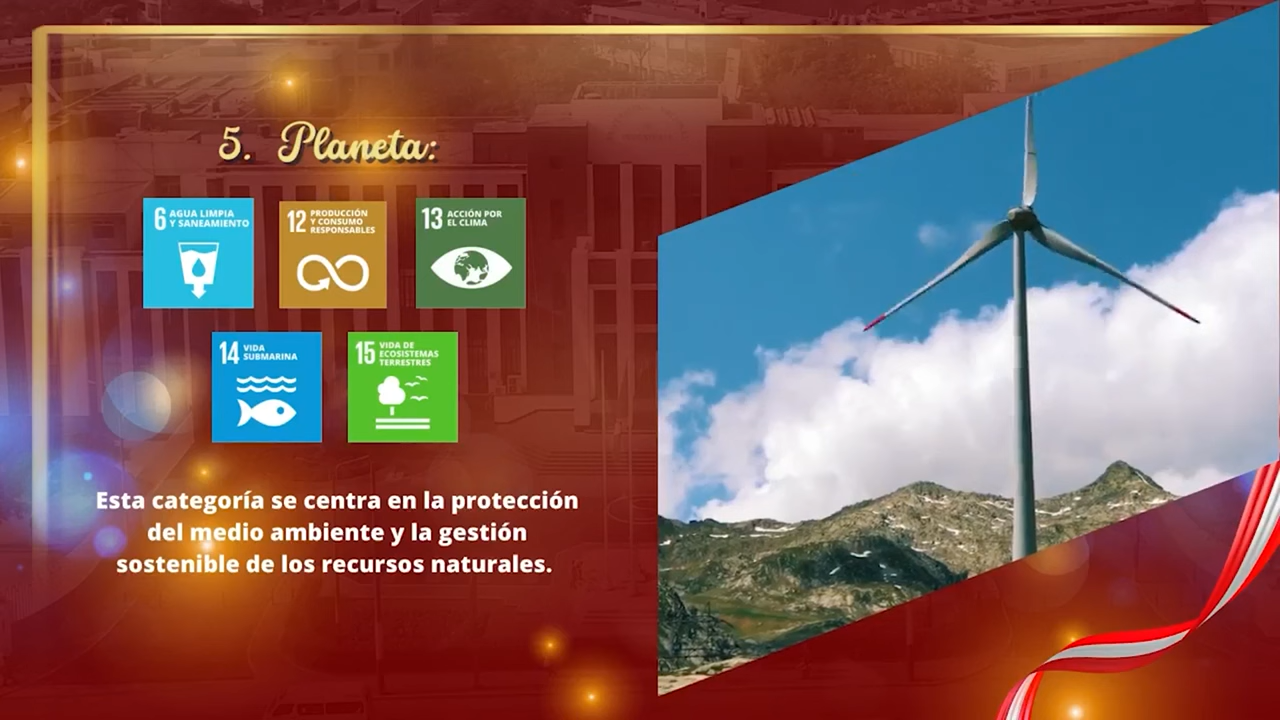 5. Planeta:
6 AGUA LIMPIA
Y SANEAMIENTO
12 PRODUCCIÓN
Y CONSUMO
RESPONSABLES
13 ACCIÓN POR
EL CLIMA
14 VIDA
SUBMARINA
15 VIDA DE
ECOSISTEMAS
TERRESTRES
Esta categoría se centra en la protección
del medio ambiente y la gestión
sostenible de los recursos naturales.